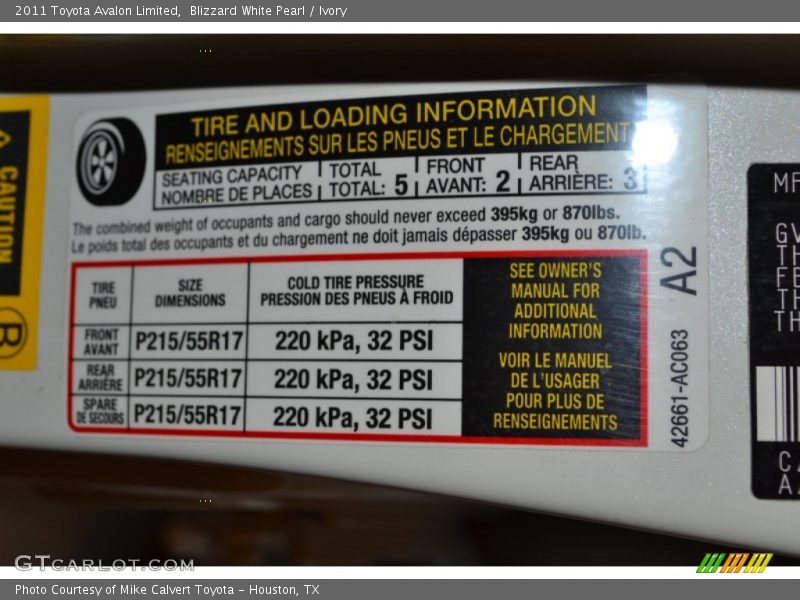 2011 Toyota Avalon Limited, Blizzard White Pearl / Ivory
CAUTION
TIRE AND LOADING INFORMATION
RENSEIGNEMENTS SUR LES PNEUS ET LE CHARGEMENT
SEATING CAPACITY
NOMBRE DE PLACES
TOTAL
TOTAL: 5
FRONT
AVANT: 2
REAR
ARRIÈRE: 3
The combined weight of occupants and cargo should never exceed 395kg or 870lbs.
Le poids total des occupants et du chargement ne doit jamais dépasser 395kg ou 870lb.
TIRE
PNEU
SIZE
DIMENSIONS
COLD TIRE PRESSURE
PRESSION DES PNEUS À FROID
FRONT
AVANT
P215/55R17
220 kPa, 32 PSI
REAR
ARRIÈRE
P215/55R17
220 kPa, 32 PSI
SPARE
DE SECOURS
P215/55R17
220 kPa, 32 PSI
SEE OWNER'S
MANUAL FOR
ADDITIONAL
INFORMATION
VOIR LE MANUEL
DE L'USAGER
POUR PLUS DE
RENSEIGNEMENTS
A2
42661-AC063
GTCARLOT.COM
Photo Courtesy of Mike Calvert Toyota - Houston, TX